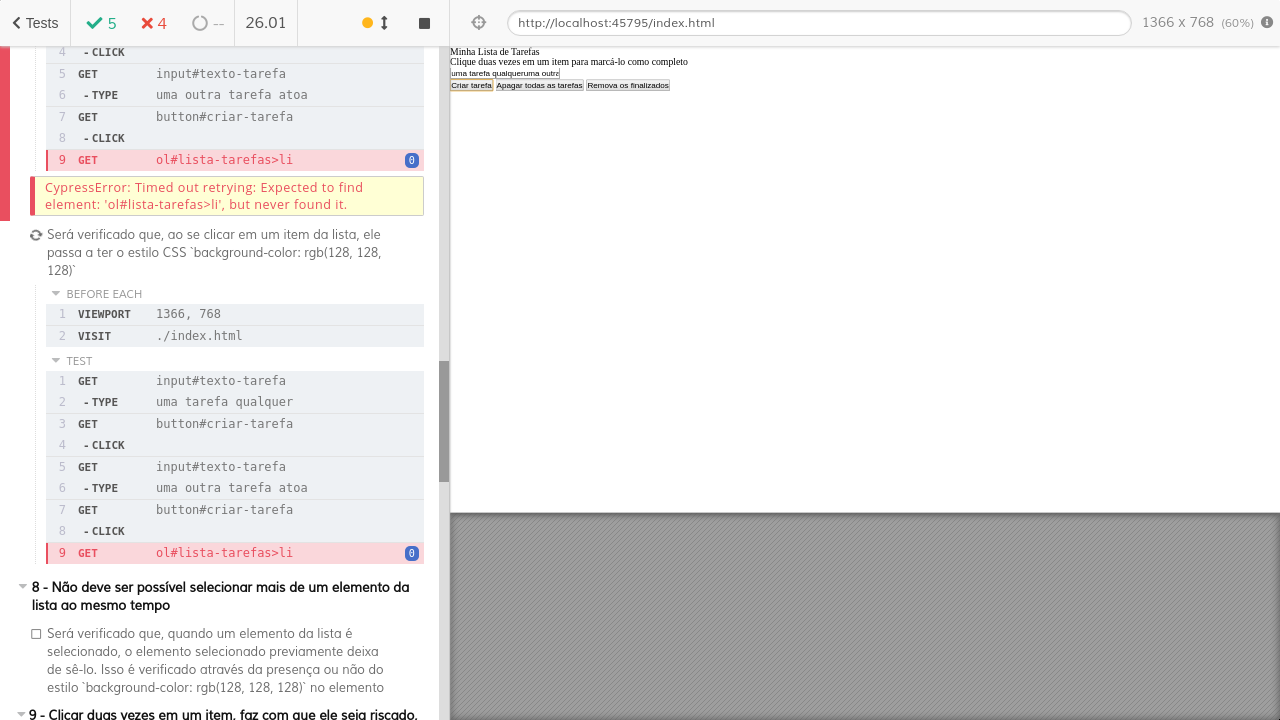 Tests
5
4
--
26.01
http://localhost:45795/index.html
1366 x 768 (60%)
4 - CLICK
5 GET input#texto-tarefa
6 - TYPE uma outra tarefa atoa
7 GET button#criar-tarefa
8 - CLICK
9 GET ol#lista-tarefas>li 0
CypressError: Timed out retrying: Expected to find
element: 'ol#lista-tarefas>li', but never found it.
Será verificado que, ao se clicar em um item da lista, ele
passa a ter o estilo CSS `background-color: rgb(128, 128,
128)`
BEFORE EACH
1 VIEWPORT 1366, 768
2 VISIT ./index.html
TEST
1 GET input#texto-tarefa
2 - TYPE uma tarefa qualquer
3 GET button#criar-tarefa
4 - CLICK
5 GET input#texto-tarefa
6 - TYPE uma outra tarefa atoa
7 GET button#criar-tarefa
8 - CLICK
9 GET ol#lista-tarefas>li 0
8 - Não deve ser possível selecionar mais de um elemento da
lista ao mesmo tempo
Será verificado que, quando um elemento da lista é
selecionado, o elemento selecionado previamente deixa
de sê-lo. Isso é verificado através da presença ou não do
estilo `background-color: rgb(128, 128, 128)` no elemento
9 - Clicar duas vezes em um item, faz com que ele seja riscado,
Minha Lista de Tarefas
Clique duas vezes em um item para marcá-lo como completo
uma tarefa qualqueruma outra
Criar tarefa Apagar todas as tarefas Remova os finalizados